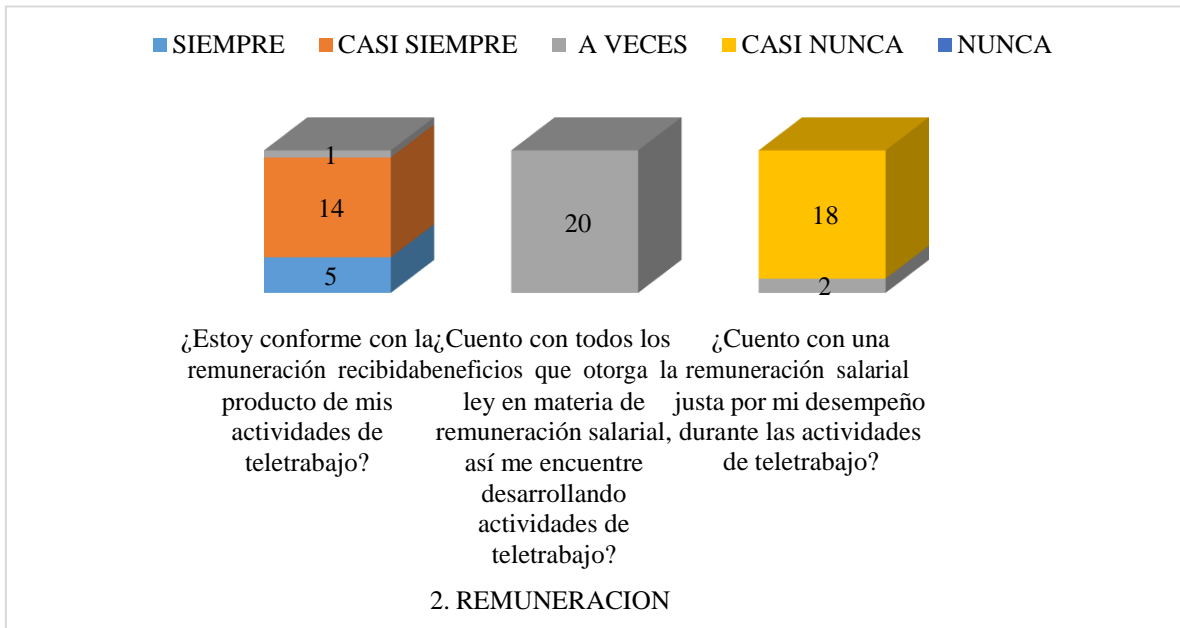 SIEMPRE CASI SIEMPRE A VECES CASI NUNCA NUNCA
1
14
5
20
18
2
¿Estoy conforme con la
remuneración recibida
producto de mis
actividades de
teletrabajo?
¿Cuento con todos los
beneficios que otorga la
ley en materia de
remuneración salarial,
así me encuentre
desarrollando
actividades de
teletrabajo?
¿Cuento con una
remuneración salarial
justa por mi desempeño
durante las actividades
de teletrabajo?
2. REMUNERACION